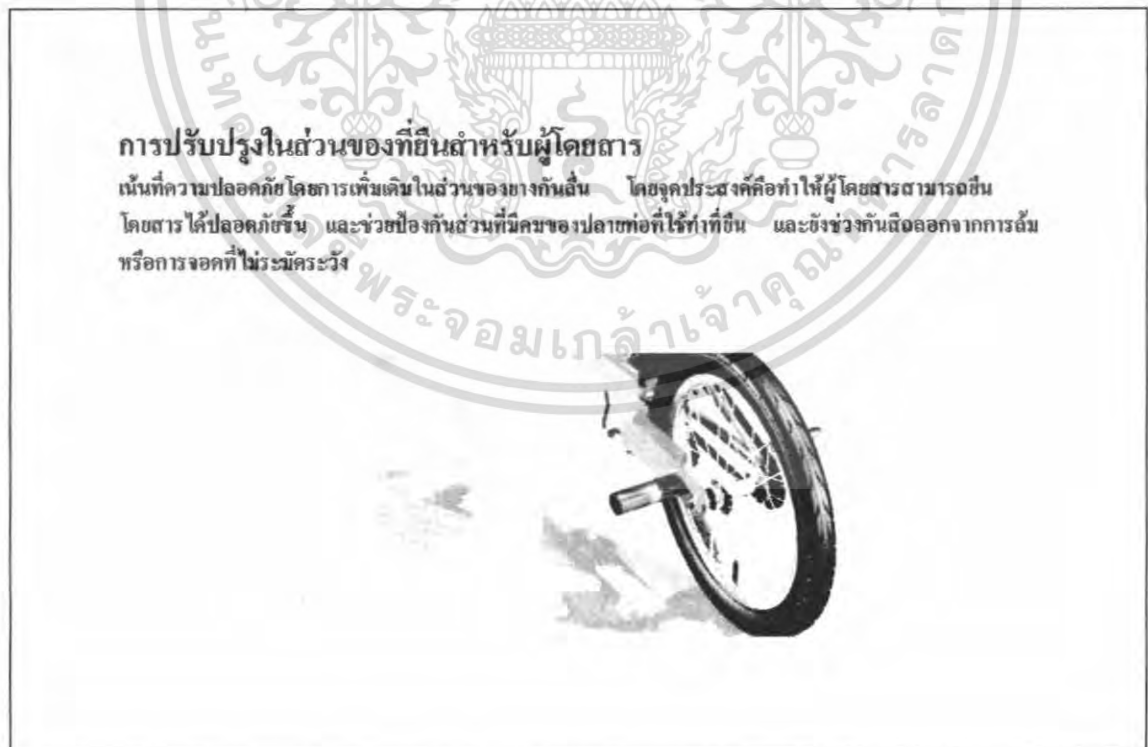 การปรับปรุงในส่วนของที่ยืนสำหรับผู้โดยสาร
เน้นที่ความปลอดภัยโดยการเพิ่มเติมในส่วนของยางกันลื่น โดยจุดประสงค์คือทำให้ผู้โดยสารสามารถยืน
โดยสารได้ปลอดภัยขึ้น และช่วยป้องกันส่วนที่มีคมของปลายท่อที่ใช้ทำที่ยืน และยังช่วงกันสีถลอกจากการล้ม
หรือการจอดที่ไม่ระมัดระวัง
พระจอมเกล้าเจ้าคุณทหารลาด